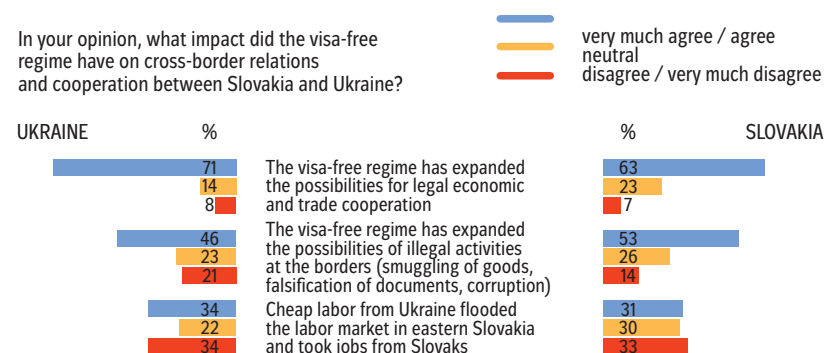 In your opinion, what impact did the visa-free
regime have on cross-border relations
and cooperation between Slovakia and Ukraine?
very much agree / agree
neutral
disagree / very much disagree
UKRAINE % % SLOVAKIA
71 The visa-free regime has expanded 63
14 the possibilities for legal economic 23
8 and trade cooperation 7
The visa-free regime has expanded
46 the possibilities of illegal activities 53
23 at the borders (smuggling of goods, 26
21 falsification of documents, corruption) 14
34 Cheap labor from Ukraine flooded 31
22 the labor market in eastern Slovakia 30
34 and took jobs from Slovaks 33